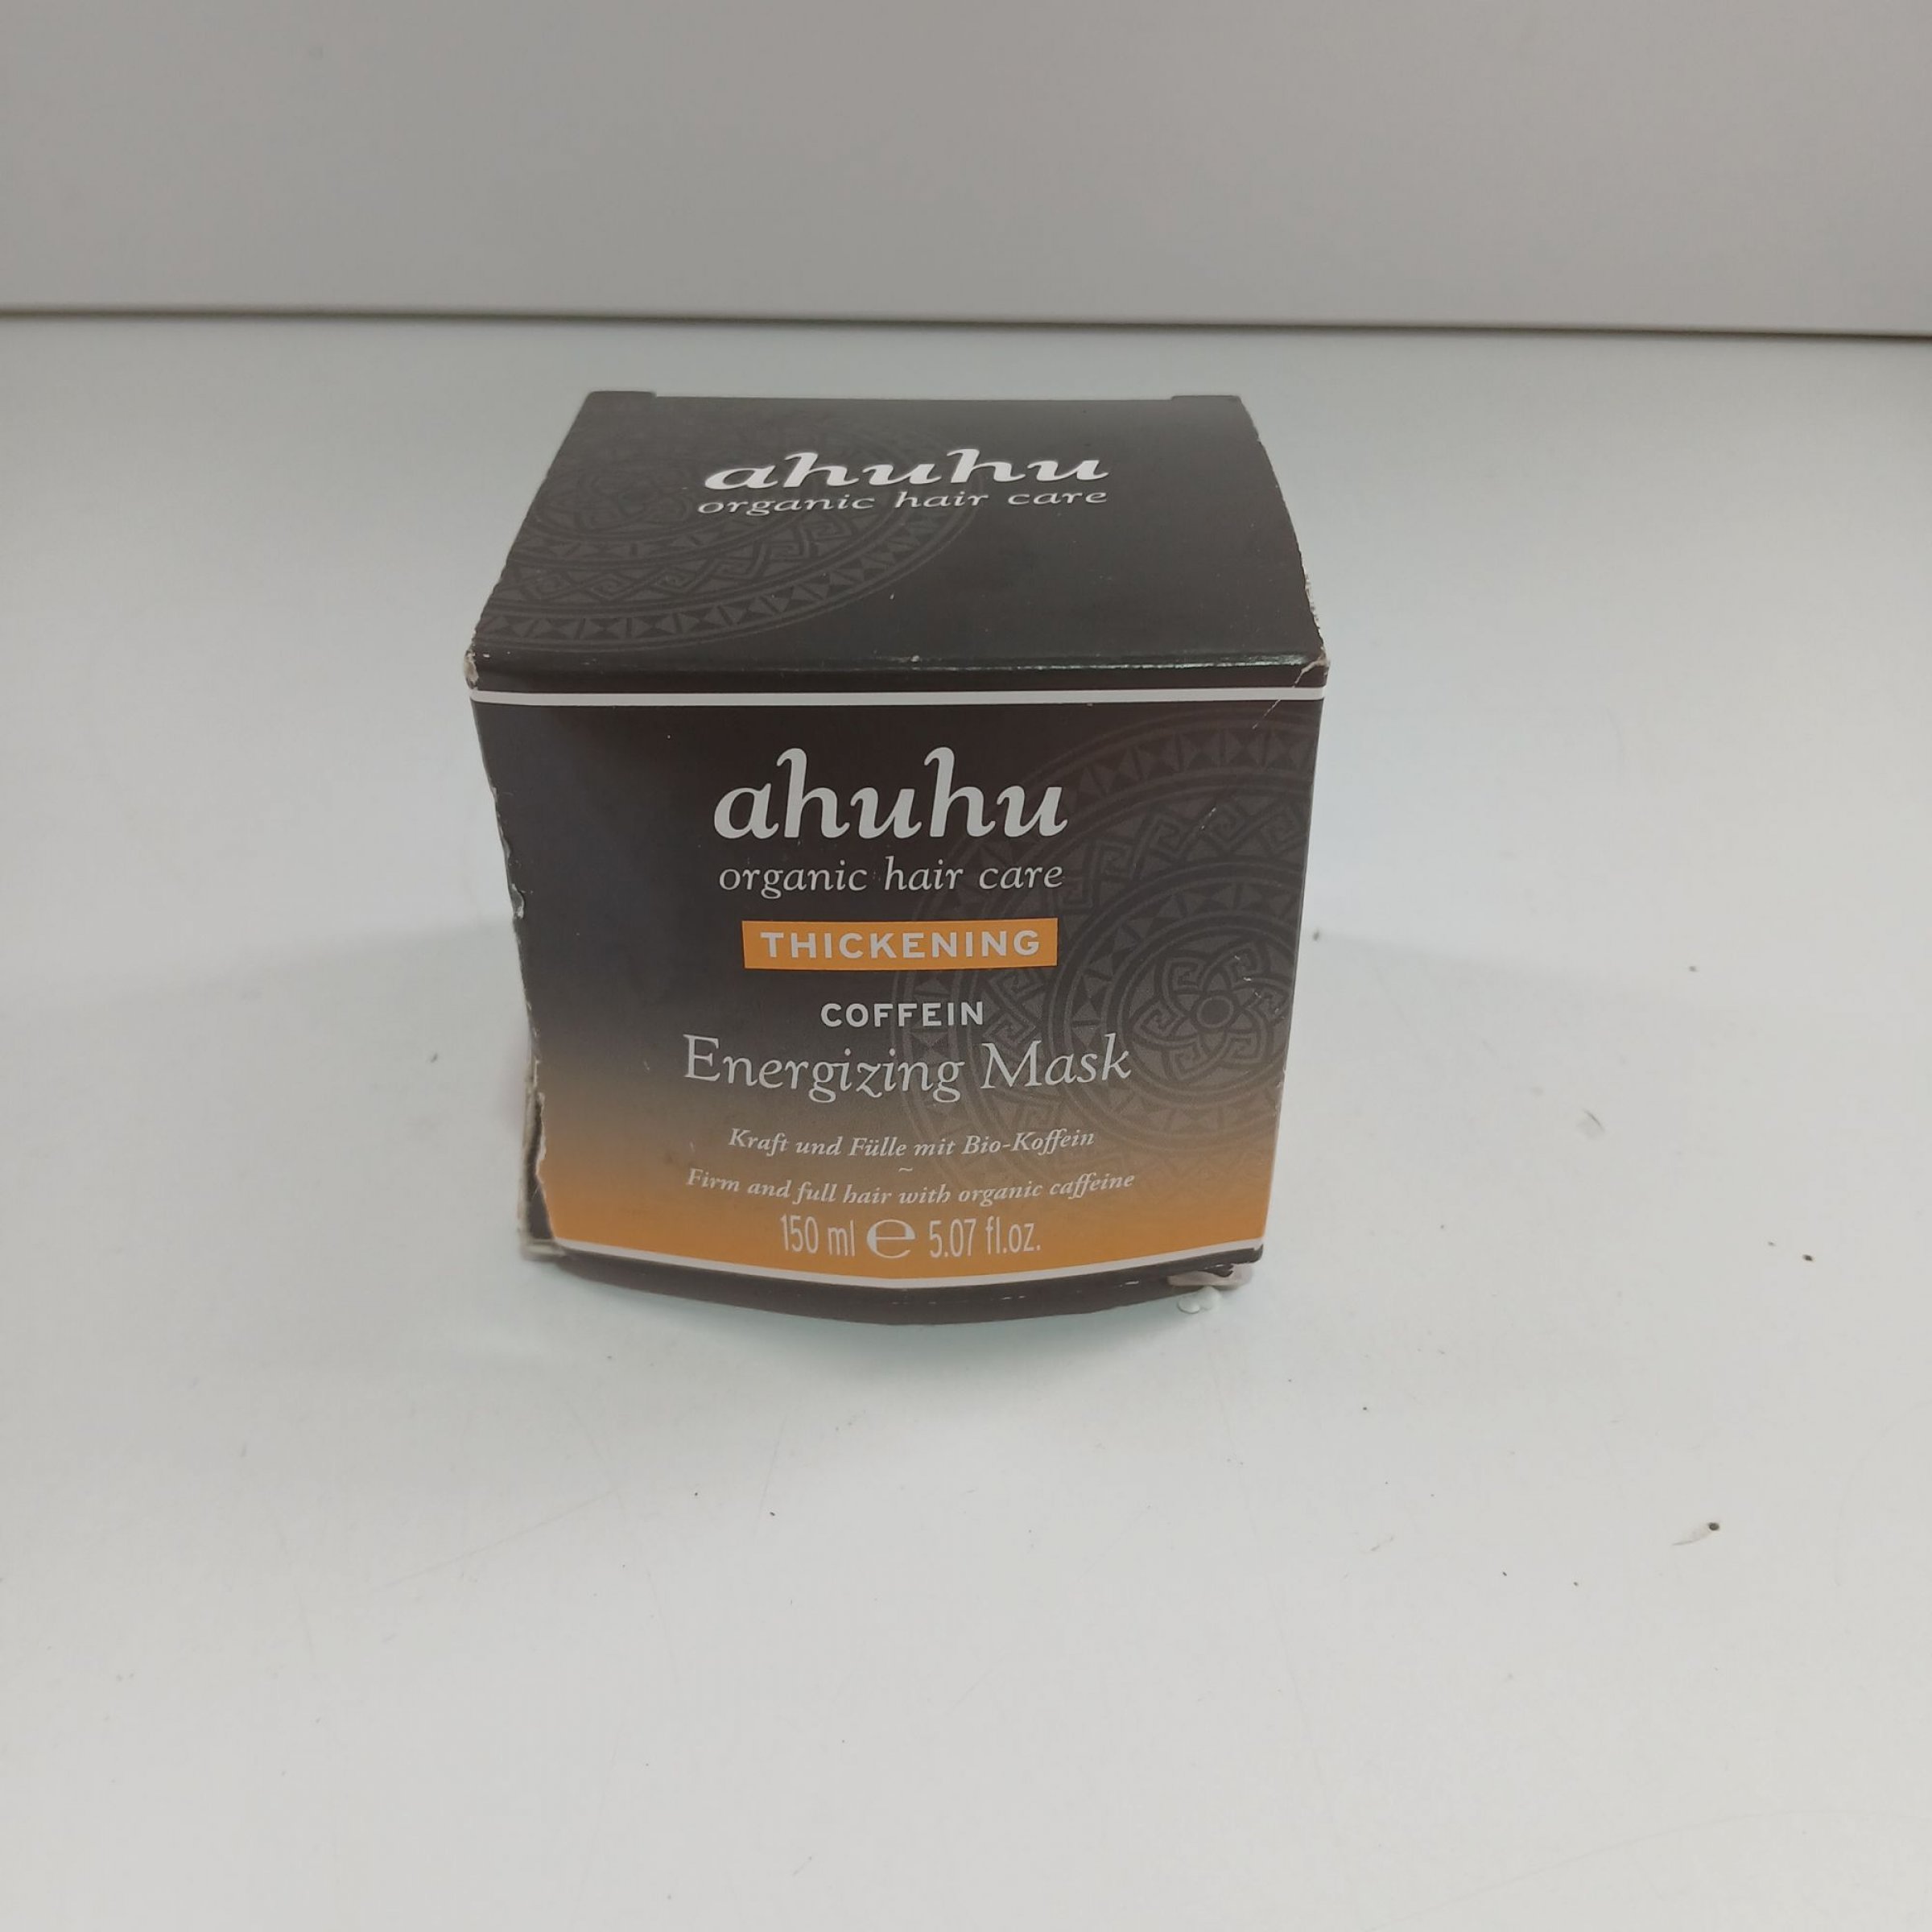 ahuhu
organic hair care
ahuhu
organic hair care
THICKENING
COFFEIN
Energizing Mask
Kraft und Fülle mit Bio-Koffein
~
Firm and full hair with organic caffeine
150 ml ℮ 5.07 fl.oz.